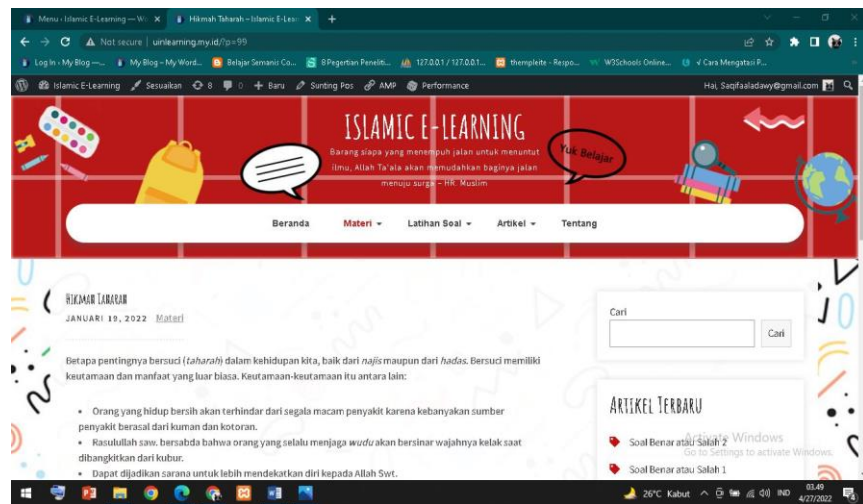 Menu ‹ Islamic E-Learning — W
Hikmah Taharah – Islamic E-Lear
Not secure | uinlearning.my.id/?p=99
Log In ‹ My Blog —...
My Blog – My Word...
Belajar Semanis Co...
8 Pegertian Peneliti...
127.0.0.1 / 127.0.0.1...
themplete - Respo...
W3Schools Online...
√ Cara Mengatasi P...
Islamic E-Learning
Sesuaikan
8
0
Baru
Sunting Pos
AMP
Performance
Hai, Saqifaaladawy@gmail.com
ISLAMIC E-LEARNING
Barang siapa yang menempuh jalan untuk menuntut
ilmu, Allah Ta'ala akan memudahkan baginya jalan
menuju surga – HR. Muslim
Yuk Belajar
Beranda
Materi
Latihan Soal
Artikel
Tentang
Hikmah Taharah
JANUARI 19, 2022 Materi
Betapa pentingnya bersuci (taharah) dalam kehidupan kita, baik dari najis maupun dari hadas. Bersuci memiliki
keutamaan dan manfaat yang luar biasa. Keutamaan-keutamaan itu antara lain:
• Orang yang hidup bersih akan terhindar dari segala macam penyakit karena kebanyakan sumber
penyakit berasal dari kuman dan kotoran.
• Rasulullah saw. bersabda bahwa orang yang selalu menjaga wudu akan bersinar wajahnya kelak saat
dibangkitkan dari kubur.
• Dapat dijadikan sarana untuk lebih mendekatkan diri kepada Allah Swt.
Cari
Cari
Artikel Terbaru
Soal Benar atau Salah 2
Soal Benar atau Salah 1
Activate Windows
Go to Settings to activate Windows.
26°C Kabut
IND
03.49
4/27/2022